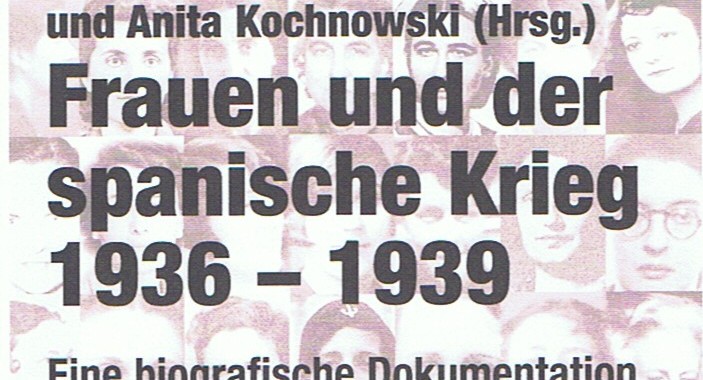 und Anita Kochnowski (Hrsg.)
Frauen und der
spanische Krieg
1936 – 1939
Eine biografische Dokumentation